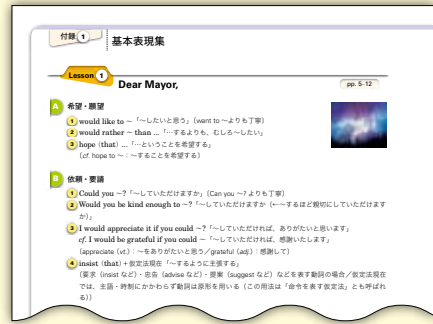 付録 1 基本表現集
Lesson 1
Dear Mayor,
pp. 5-12
A 希望・願望
1 would like to ~「～したいと思う」（want to ～より丁寧）
2 would rather ~ than ...「…するよりも、むしろ～したい」
3 hope (that) ...「…ということを希望する」
(cf. hope to ～：～することを希望する)
B 依頼・要請
1 Could you ~?「～していただけますか」（Can you ～? より丁寧）
2 Would you be kind enough to ~?「～していただけますか（←～するほど親切にしていただけます
か）」
3 I would appreciate it if you could ~?「～していただければ、ありがたいと思います」
cf. I would be grateful if you could ~「～していただければ、感謝いたします」
(appreciate (vt.)：～をありがたいと思う／grateful (adj.)：感謝して)
4 insist (that)＋仮定法現在「～するように主張する」
(要求（insist など）・忠告（advise など）・提案（suggest など）などを表す動詞の場合／仮定法現在
では、主語・時制にかかわらず動詞は原形を用いる（この用法は「命令を表す仮定法」とも呼ばれ
る）)